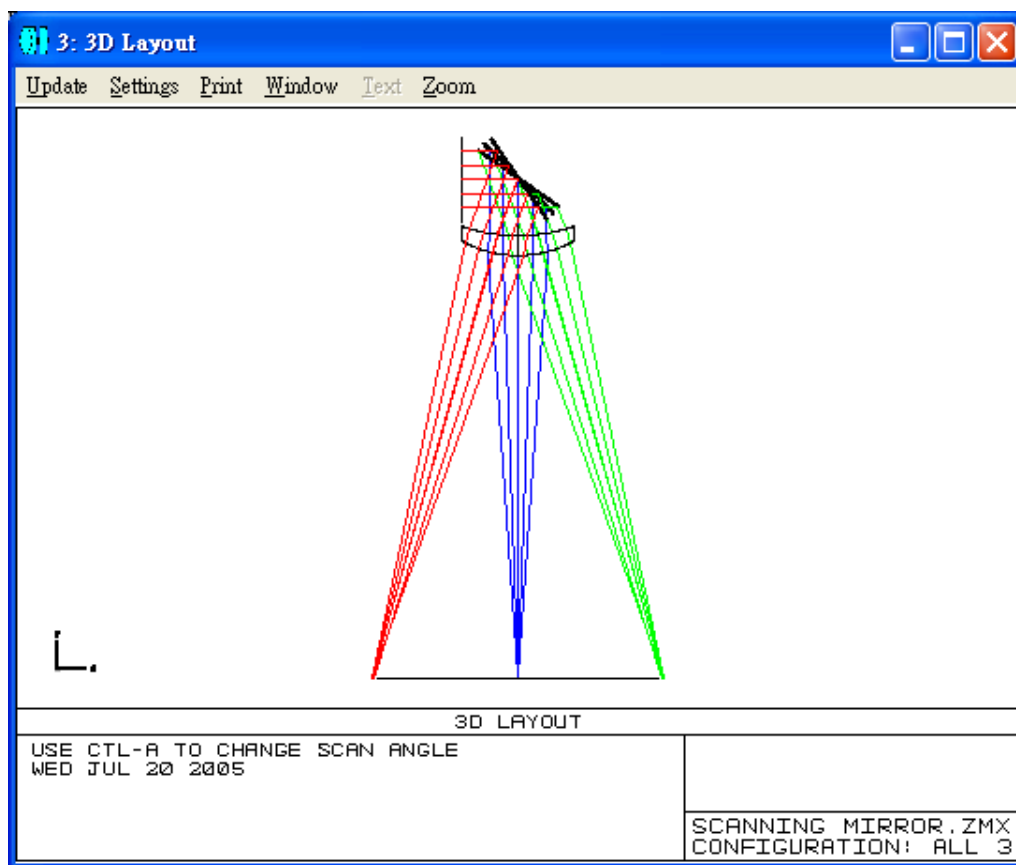 3: 3D Layout
Update Settings Print Window Text Zoom
3D LAYOUT
USE CTL-A TO CHANGE SCAN ANGLE
WED JUL 20 2005
SCANNING MIRROR.ZMX
CONFIGURATION: ALL 3